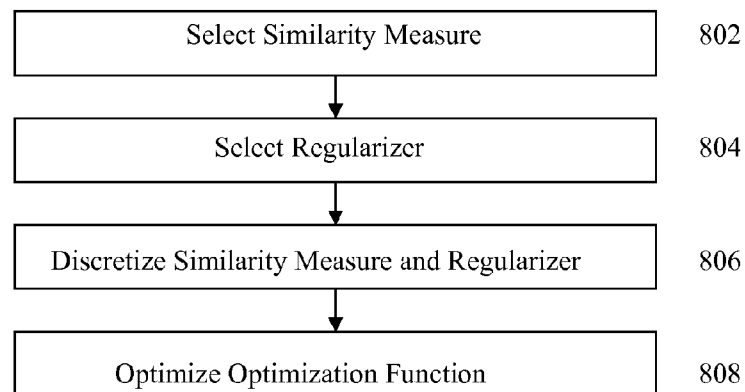 Select Similarity Measure 802
Select Regularizer 804
Discretize Similarity Measure and Regularizer 806
Optimize Optimization Function 808